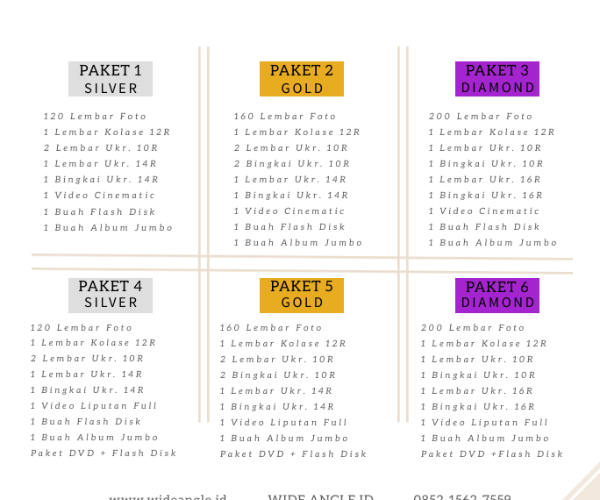 PAKET 1
SILVER
120 Lembar Foto
1 Lembar Kolase 12R
2 Lembar Ukr. 10R
1 Lembar Ukr. 14R
1 Bingkai Ukr. 14R
1 Video Cinematic
1 Buah Flash Disk
1 Buah Album Jumbo
PAKET 2
GOLD
160 Lembar Foto
1 Lembar Kolase 12R
2 Lembar Ukr. 10R
2 Bingkai Ukr. 10R
1 Lembar Ukr. 14R
1 Bingkai Ukr. 14R
1 Video Cinematic
1 Buah Flash Disk
1 Buah Album Jumbo
PAKET 3
DIAMOND
200 Lembar Foto
1 Lembar Kolase 12R
1 Lembar Ukr. 10R
1 Bingkai Ukr. 10R
1 Lembar Ukr. 16R
1 Bingkai Ukr. 16R
1 Video Cinematic
1 Buah Flash Disk
1 Buah Album Jumbo
PAKET 4
SILVER
120 Lembar Foto
1 Lembar Kolase 12R
2 Lembar Ukr. 10R
1 Lembar Ukr. 14R
1 Bingkai Ukr. 14R
1 Video Liputan Full
1 Buah Flash Disk
1 Buah Album Jumbo
Paket DVD + Flash Disk
PAKET 5
GOLD
160 Lembar Foto
1 Lembar Kolase 12R
2 Lembar Ukr. 10R
2 Bingkai Ukr. 10R
1 Lembar Ukr. 14R
1 Bingkai Ukr. 14R
1 Video Liputan Full
1 Buah Album Jumbo
Paket DVD + Flash Disk
PAKET 6
DIAMOND
200 Lembar Foto
1 Lembar Kolase 12R
1 Lembar Ukr. 10R
1 Bingkai Ukr. 10R
1 Lembar Ukr. 16R
1 Bingkai Ukr. 16R
1 Video Liputan Full
1 Buah Album Jumbo
Paket DVD +Flash Disk
www.wideangle.id WIDE ANGLE ID 0852-1562-7559